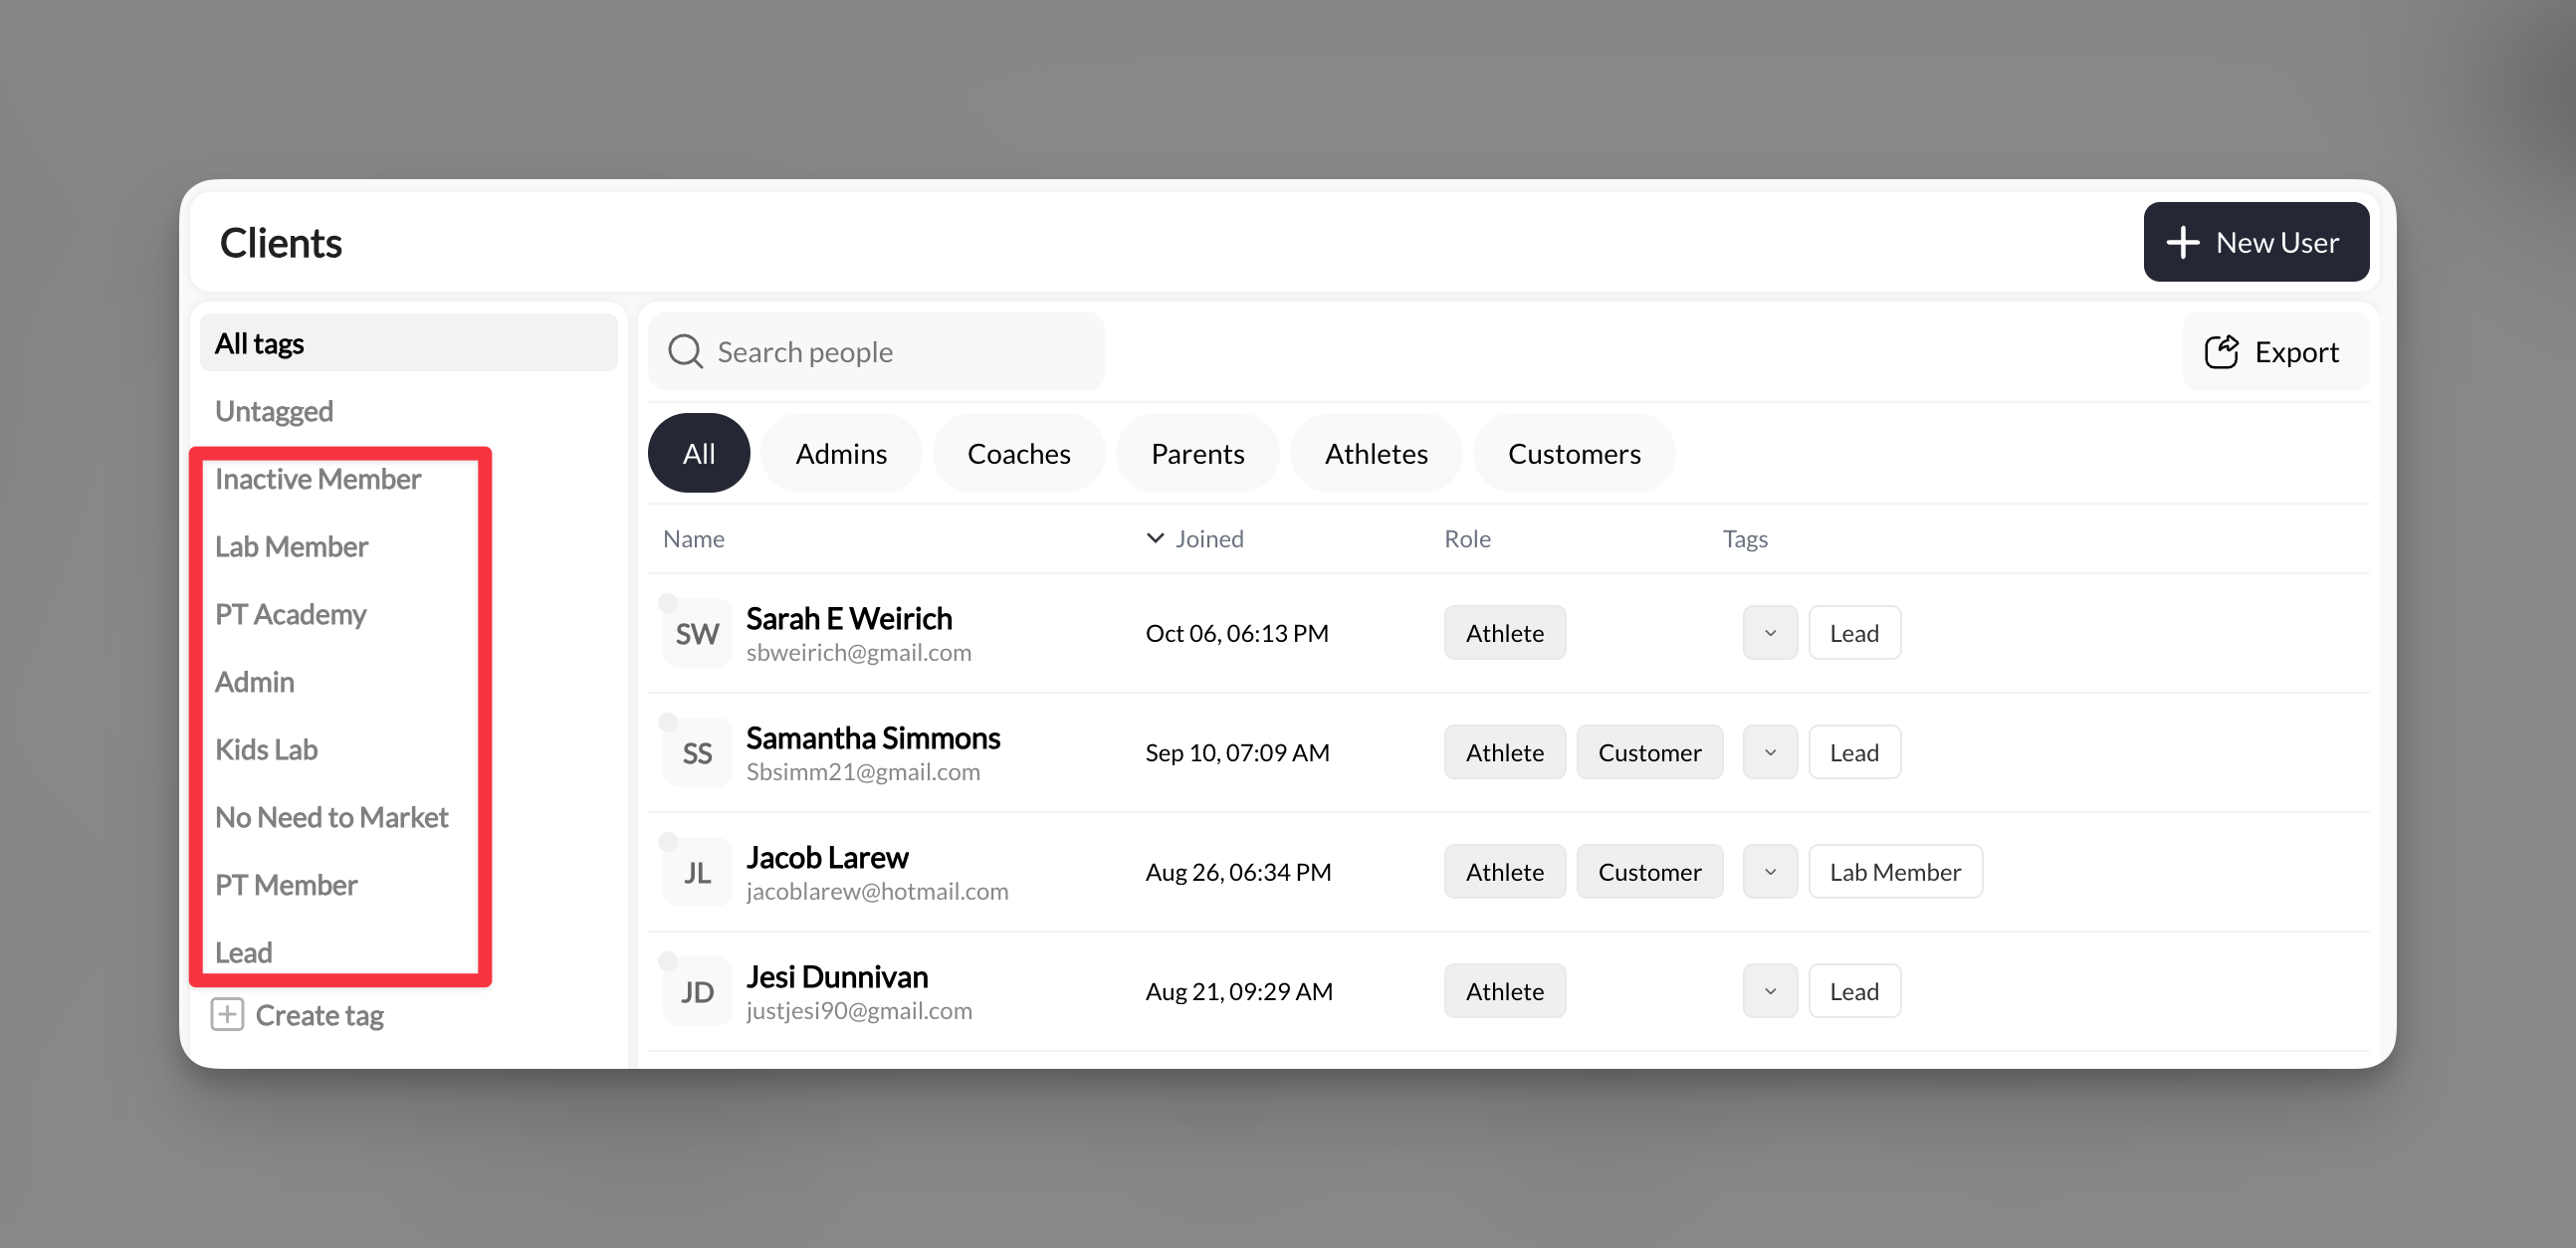 Clients
New User
All tags
Untagged
Inactive Member
Lab Member
PT Academy
Admin
Kids Lab
No Need to Market
PT Member
Lead
Create tag
Search people
Export
All Admins Coaches Parents Athletes Customers
Name Joined Role Tags
SW Sarah E Weirich Oct 06, 06:13 PM Athlete Lead
sbweirich@gmail.com
SS Samantha Simmons Sep 10, 07:09 AM Athlete Customer Lead
Sbsimm21@gmail.com
JL Jacob Larew Aug 26, 06:34 PM Athlete Customer Lab Member
jacoblarew@hotmail.com
JD Jesi Dunnivan Aug 21, 09:29 AM Athlete Lead
justjesi90@gmail.com